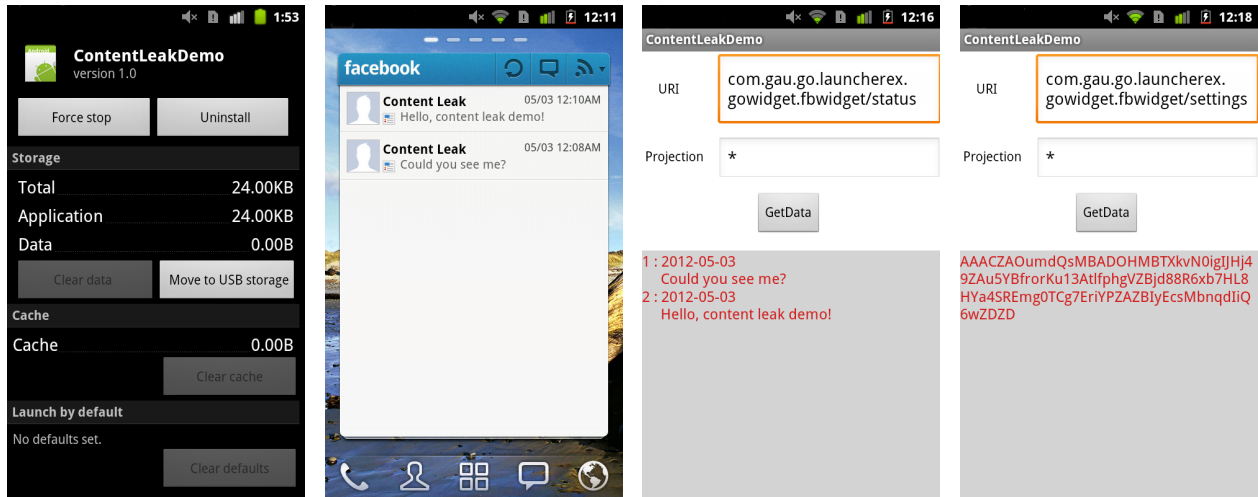 1:53
ContentLeakDemo
version 1.0
Force stop
Uninstall
Storage
Total 24.00KB
Application 24.00KB
Data 0.00B
Clear data
Move to USB storage
Cache
Cache 0.00B
Clear cache
Launch by default
No defaults set.
Clear defaults
12:11
facebook
Content Leak 05/03 12:10AM
Hello, content leak demo!
Content Leak 05/03 12:08AM
Could you see me?
12:16
ContentLeakDemo
URI
com.gau.go.launcherex.
gowidget.fbwidget/status
Projection *
GetData
1 : 2012-05-03
Could you see me?
2 : 2012-05-03
Hello, content leak demo!
12:18
ContentLeakDemo
URI
com.gau.go.launcherex.
gowidget.fbwidget/settings
Projection *
GetData
AAACZAOumdQsMBADOHMBTXkvN0igIJHj4
9ZAu5YBfrorKu13AtlfphgVZBjd88R6xb7HL8
HYa4SREmg0TCg7EriYPZAZBIyEcsMbnqdIiQ
6wZDZD